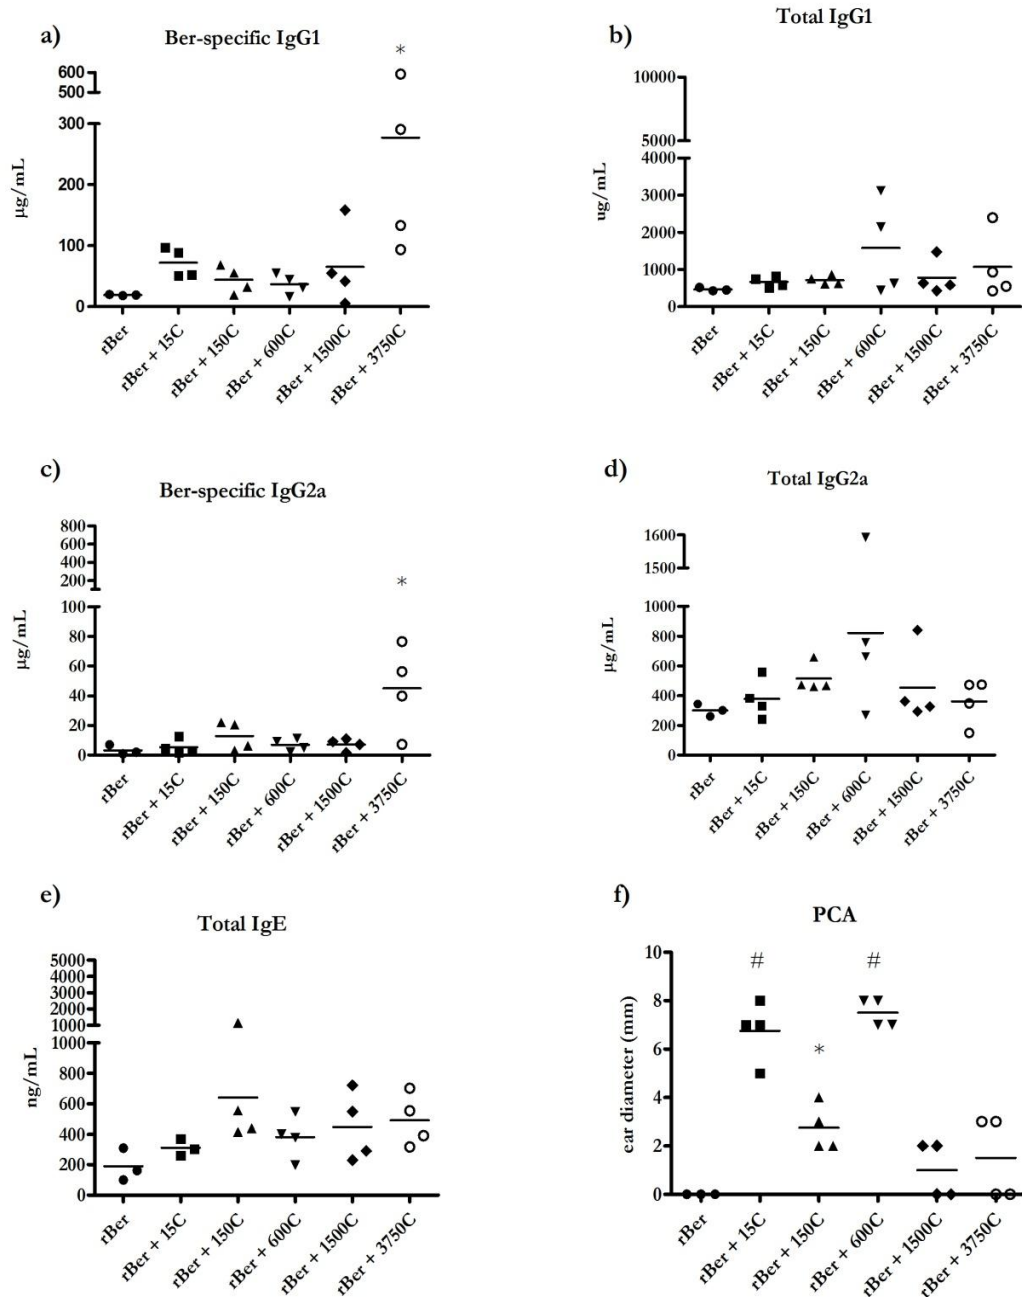 a)
Ber-specific IgG1
*
600
500
300
200
100
0
µg/mL
rBer
rBer + 15C
rBer + 150C
rBer + 600C
rBer + 1500C
rBer + 3750C
b)
Total IgG1
10000
5000
4000
3000
2000
1000
0
ug/mL
rBer
rBer + 15C
rBer + 150C
rBer + 600C
rBer + 1500C
rBer + 3750C
c)
Ber-specific IgG2a
*
800
600
400
200
100
80
60
40
20
0
µg/mL
rBer
rBer + 15C
rBer + 150C
rBer + 600C
rBer + 1500C
rBer + 3750C
d)
Total IgG2a
1600
1500
1000
800
600
400
200
0
µg/mL
rBer
rBer + 15C
rBer + 150C
rBer + 600C
rBer + 1500C
rBer + 3750C
e)
Total IgE
5000
4000
3000
2000
1000
1000
800
600
400
200
0
ng/mL
rBer
rBer + 15C
rBer + 150C
rBer + 600C
rBer + 1500C
rBer + 3750C
f)
PCA
#
#
*
10
8
6
4
2
0
ear diameter (mm)
rBer
rBer + 15C
rBer + 150C
rBer + 600C
rBer + 1500C
rBer + 3750C